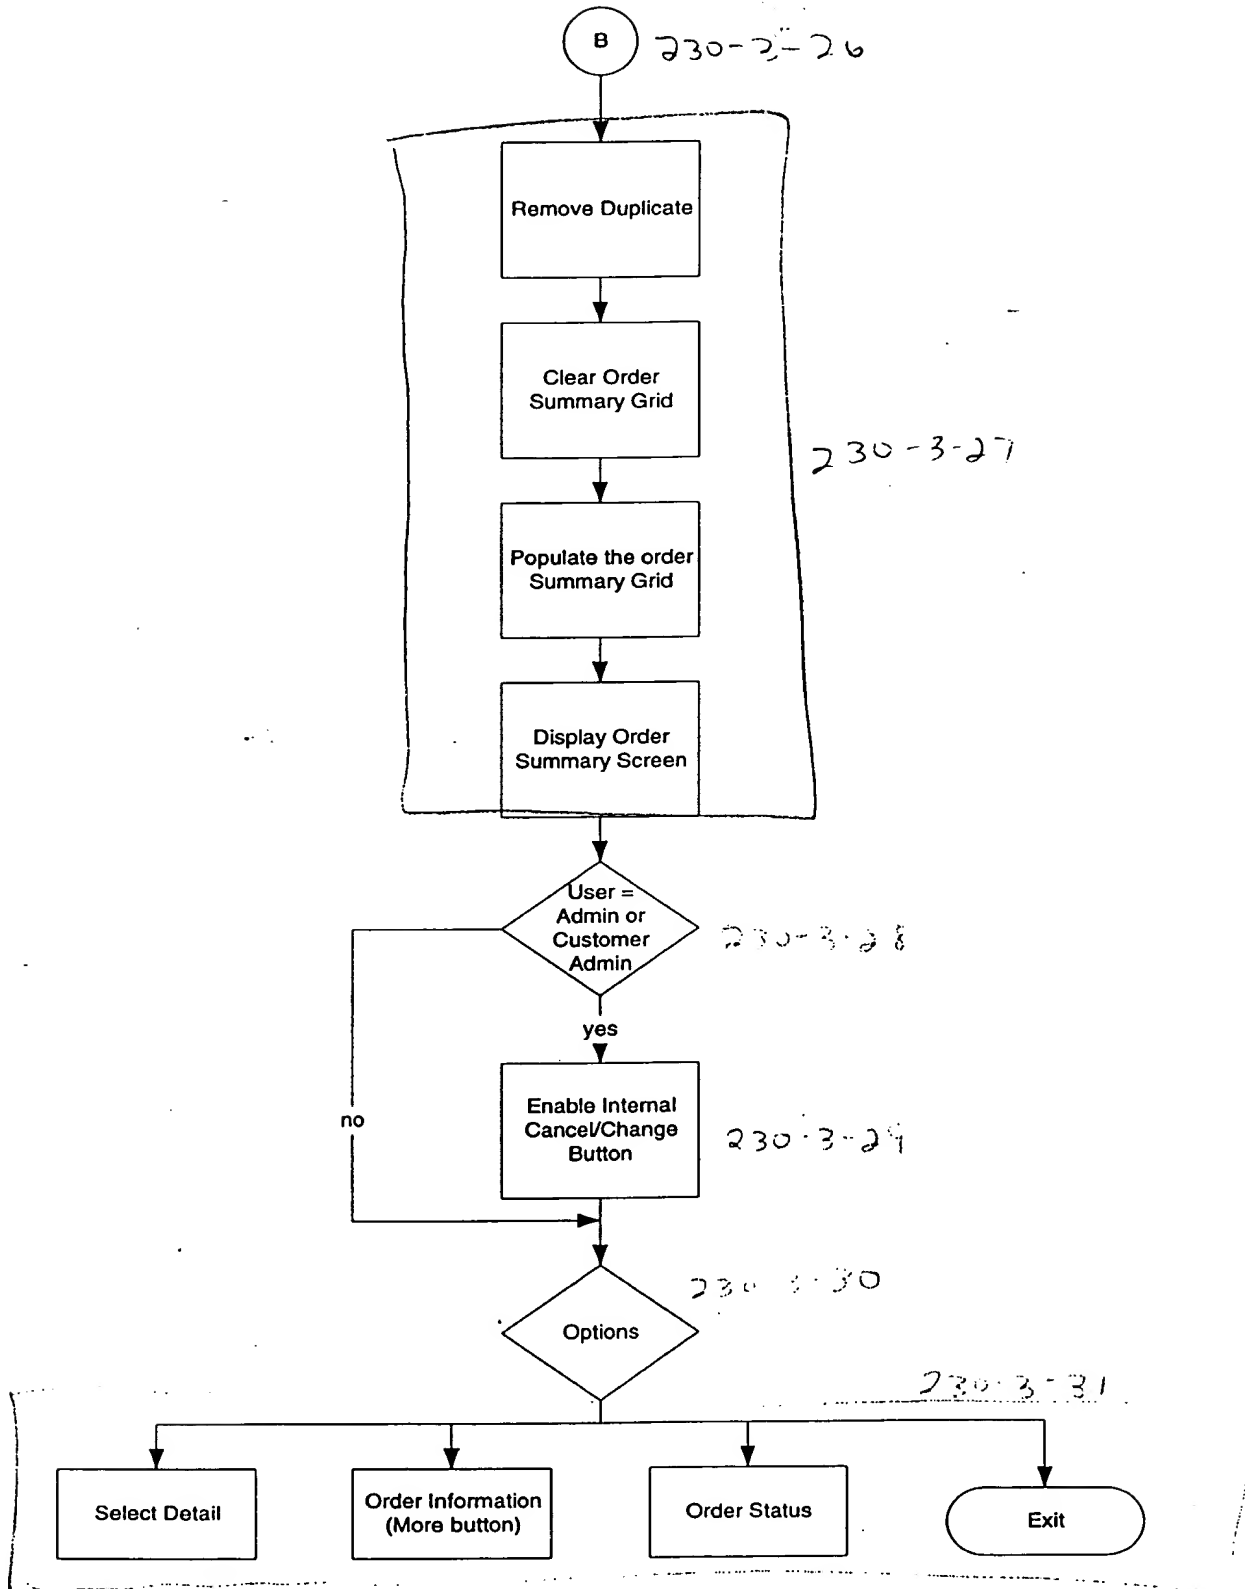 B
230-3-26
Remove Duplicate
Clear Order
Summary Grid
230-3-27
Populate the order
Summary Grid
Display Order
Summary Screen
User =
Admin or
Customer
Admin
230-3-28
yes
no
Enable Internal
Cancel/Change
Button
230-3-29
230-3-30
Options
230-3-31
Select Detail
Order Information
(More button)
Order Status
Exit